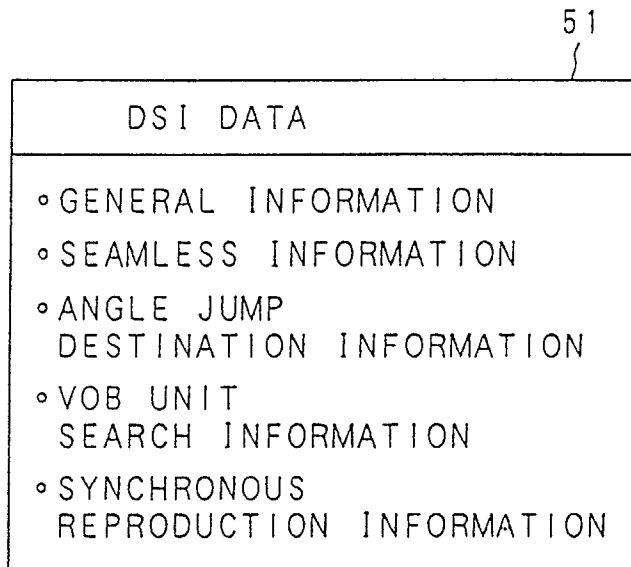 51
DSI DATA
∘GENERAL INFORMATION
∘SEAMLESS INFORMATION
∘ANGLE JUMP
DESTINATION INFORMATION
∘VOB UNIT
SEARCH INFORMATION
∘SYNCHRONOUS
REPRODUCTION INFORMATION